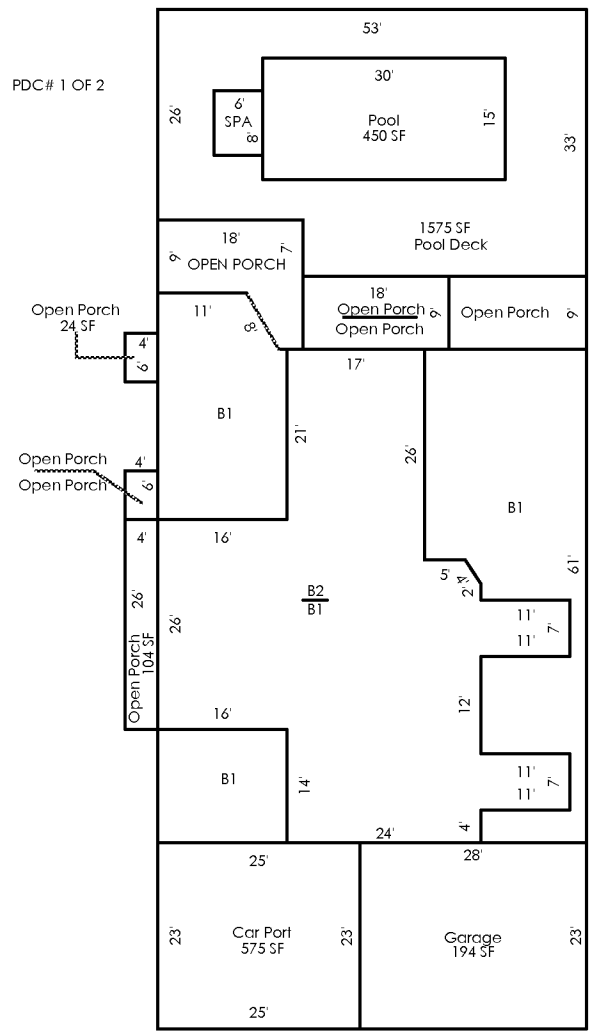 53'
30'
PDC# 1 OF 2
26'
6'
SPA
8'
Pool
450 SF
15'
33'
1575 SF
Pool Deck
18'
9'
7'
OPEN PORCH
18'
Open Porch
Open Porch
9'
Open Porch
9'
11'
8'
Open Porch
24 SF
4'
6'
17'
B1
21'
26'
B1
Open Porch
Open Porch
4'
6'
4'
16'
61'
5'
4'
2'
B2
B1
26'
26'
Open Porch
104 SF
11'
11'
7'
12'
16'
B1
14'
11'
11'
7'
4'
24'
25'
28'
23'
Car Port
575 SF
23'
Garage
194 SF
23'
25'